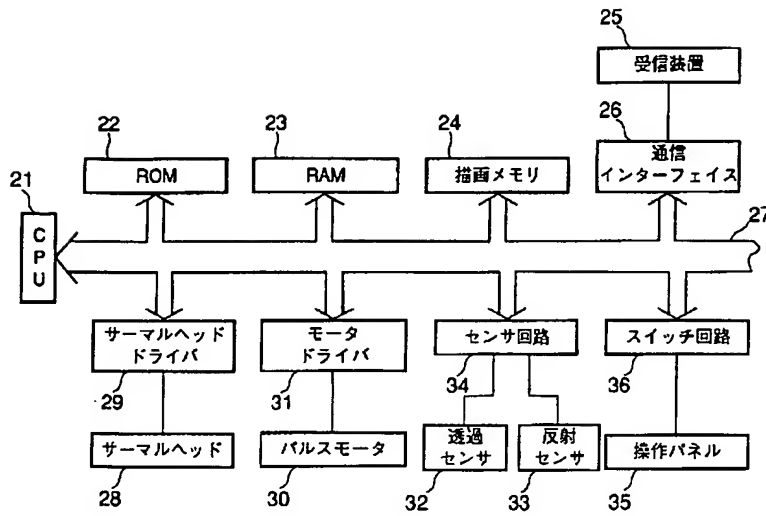 25
受信装置
22
23
24
26
ROM
RAM
描画メモリ
通信
インターフェイス
21
CPU
27
サーマルヘッド
ドライバ
モータ
ドライバ
センサ回路
スイッチ回路
29
31
34
36
サーマルヘッド
パルスモータ
透過
センサ
反射
センサ
操作パネル
28
30
32
33
35